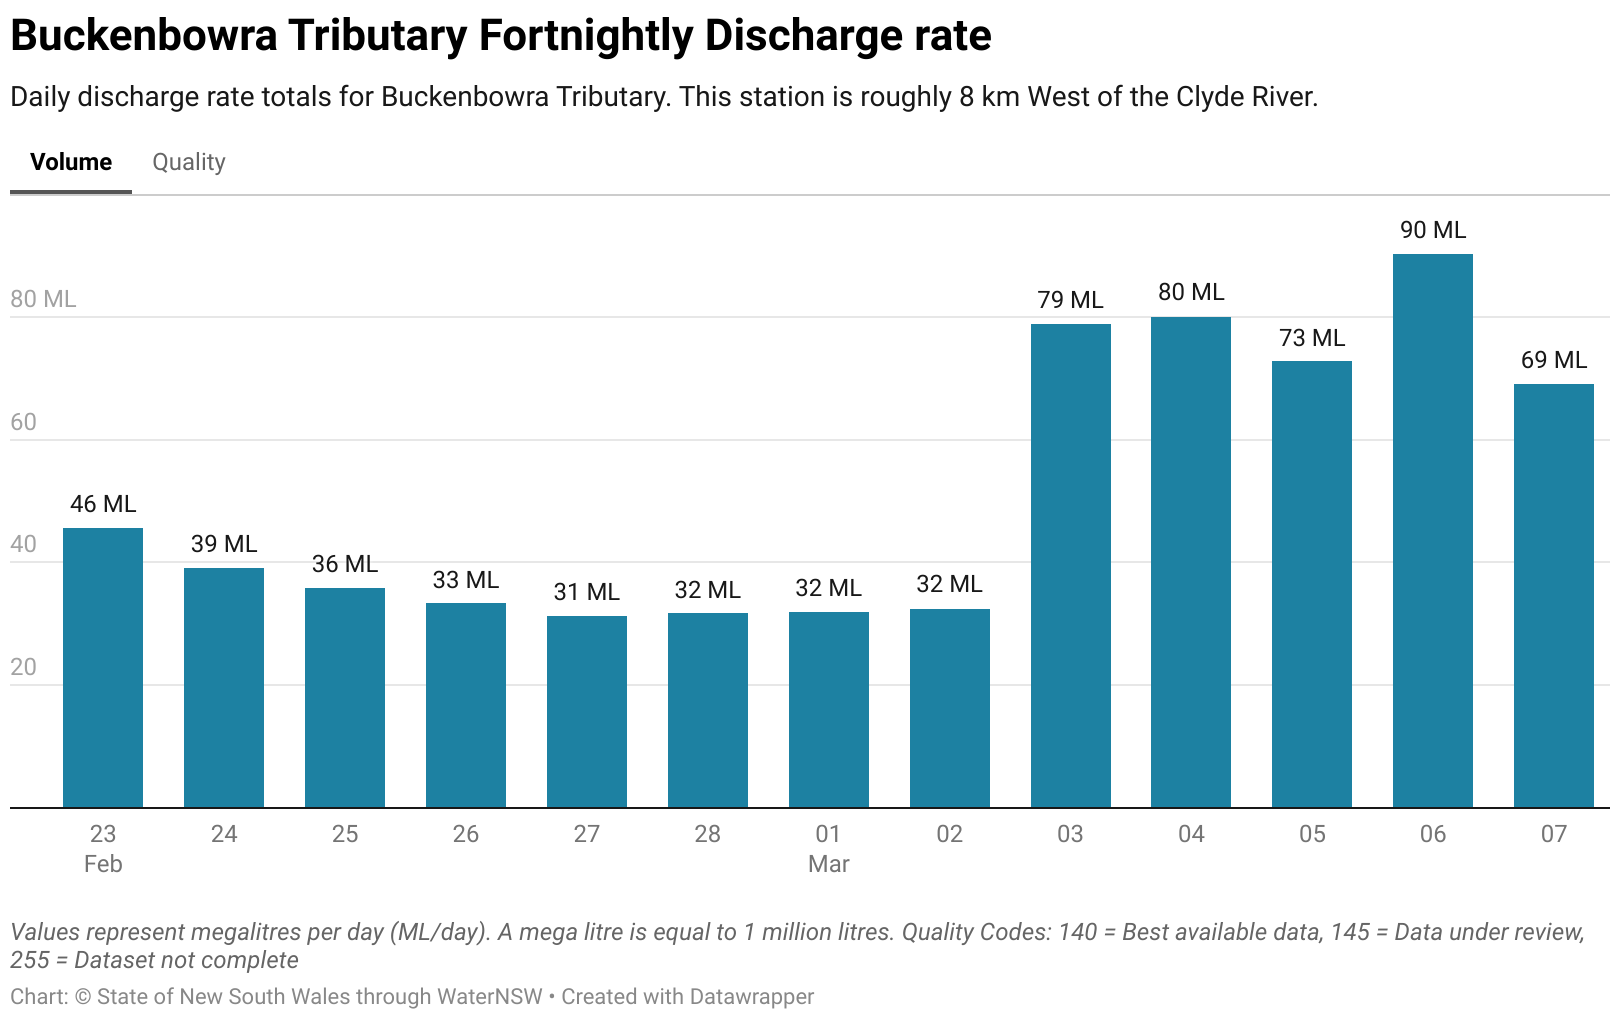 Buckenbowra Tributary Fortnightly Discharge rate
Daily discharge rate totals for Buckenbowra Tributary. This station is roughly 8 km West of the Clyde River.
Volume Quality
90 ML
80 ML
79 ML
80 ML
73 ML
69 ML
60
46 ML
40
39 ML
36 ML
33 ML
31 ML
32 ML
32 ML
32 ML
20
23 24 25 26 27 28 01 02 03 04 05 06 07
Feb Mar
Values represent megalitres per day (ML/day). A mega litre is equal to 1 million litres. Quality Codes: 140 = Best available data, 145 = Data under review,
255 = Dataset not complete
Chart: © State of New South Wales through WaterNSW • Created with Datawrapper